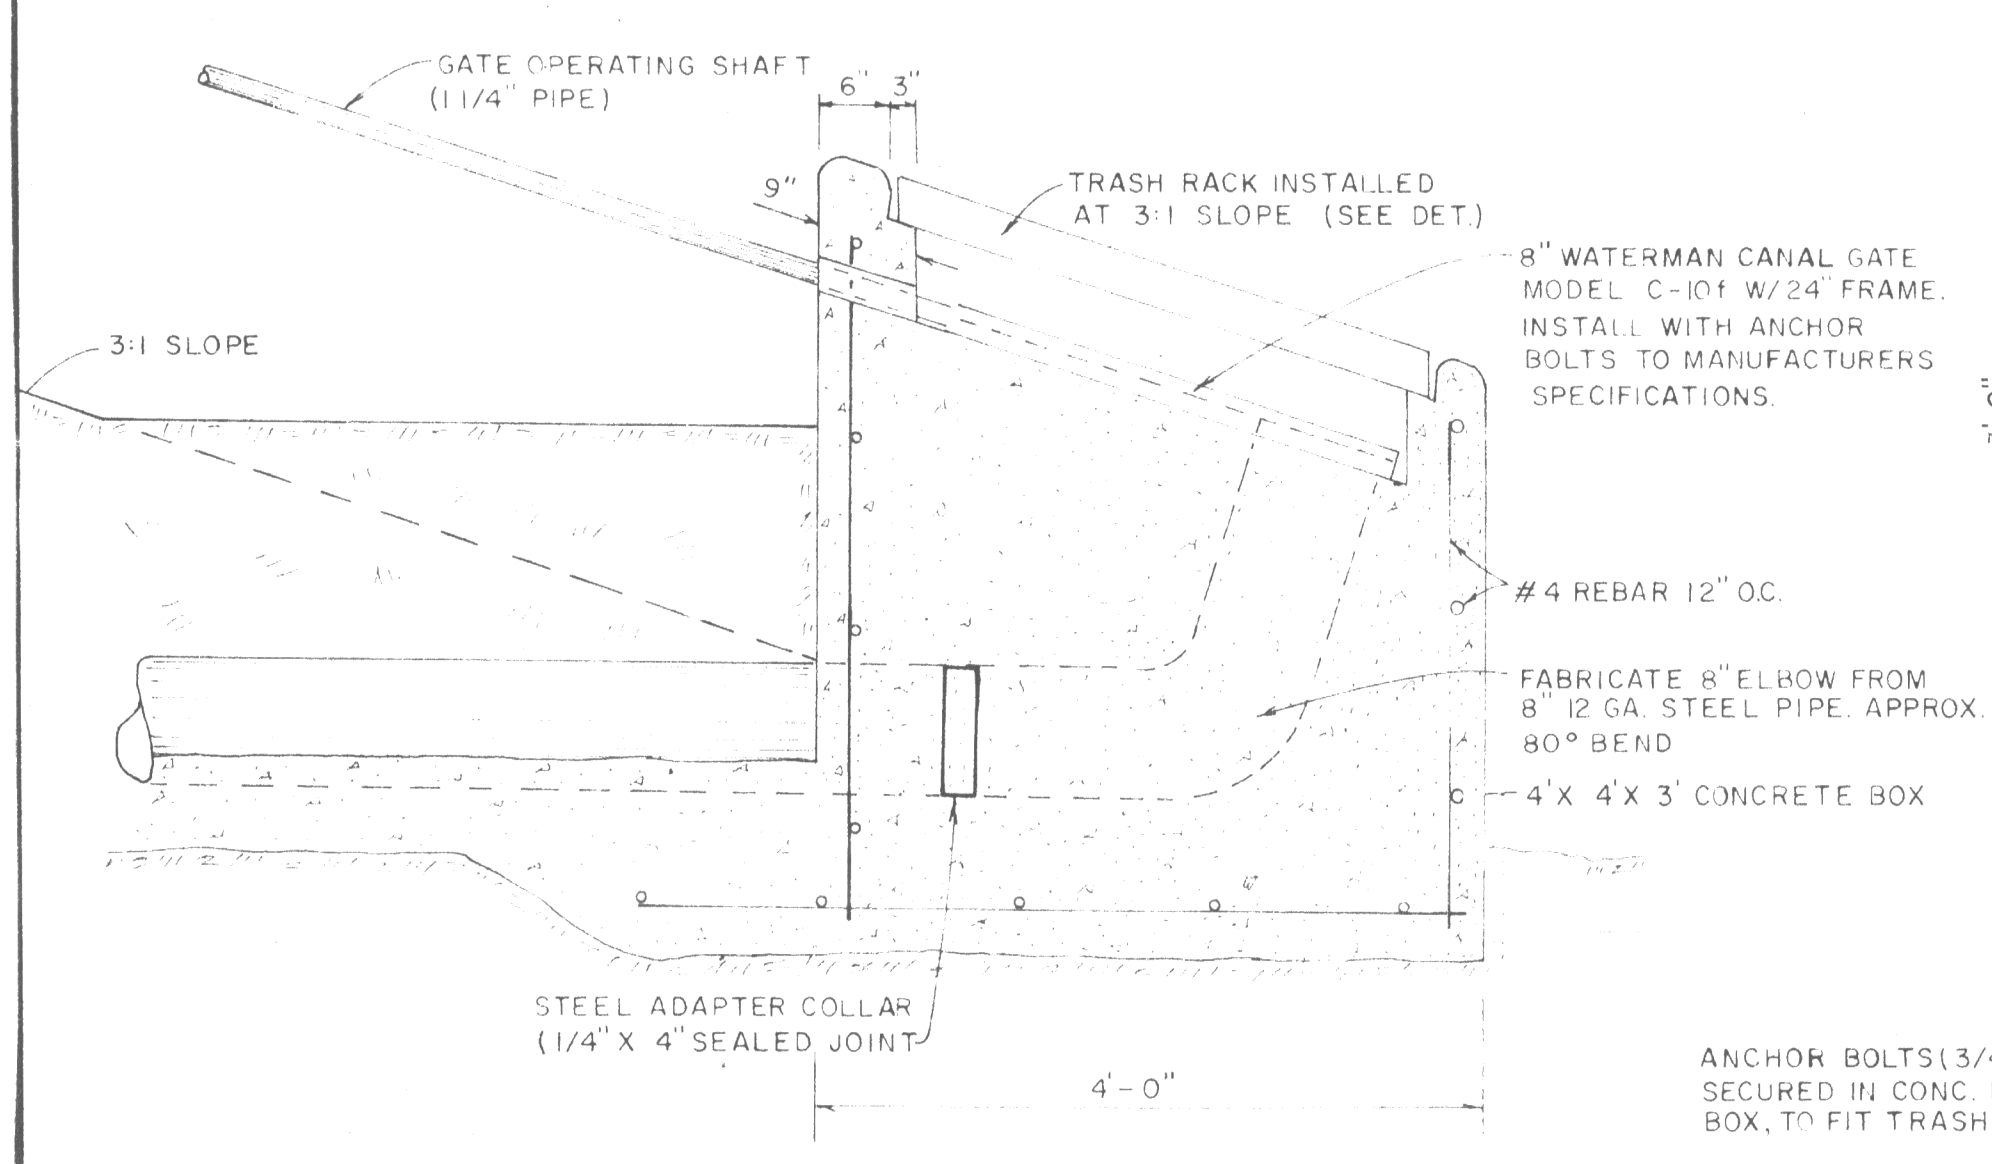 GATE OPERATING SHAFT
(1 1/4" PIPE)
6" 3"
9"
TRASH RACK INSTALLED
AT 3:1 SLOPE (SEE DET.)
8" WATERMAN CANAL GATE
MODEL C-10f W/24" FRAME.
INSTALL WITH ANCHOR
BOLTS TO MANUFACTURERS
SPECIFICATIONS.
3:1 SLOPE
#4 REBAR 12" O.C.
FABRICATE 8" ELBOW FROM
8" 12 GA. STEEL PIPE. APPROX.
80° BEND
4' X 4' X 3' CONCRETE BOX
STEEL ADAPTER COLLAR
(1/4" X 4" SEALED JOINT
4'-0"
ANCHOR BOLTS (3/4
SECURED IN CONC.
BOX, TO FIT TRASH